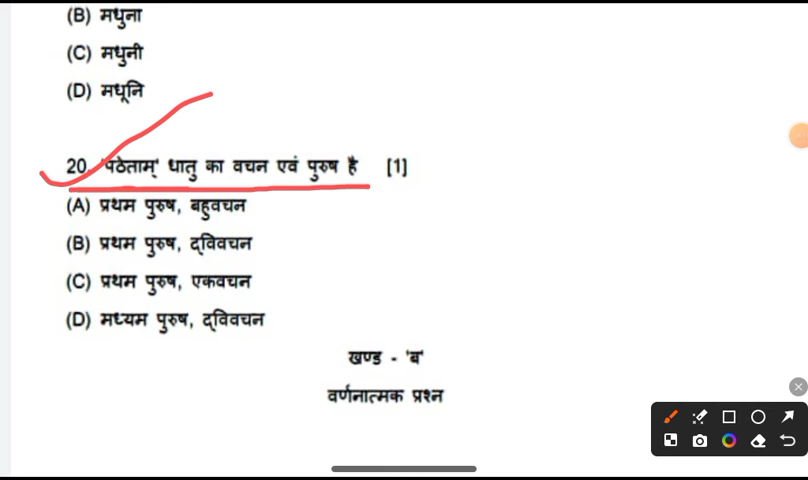 (B) मधुना
(C) मधुनी
(D) मधूनि
20. 'पठेताम्' धातु का वचन एवं पुरुष है [1]
(A) प्रथम पुरुष, बहुवचन
(B) प्रथम पुरुष, द्विवचन
(C) प्रथम पुरुष, एकवचन
(D) मध्यम पुरुष, द्विवचन
खण्ड - 'ब'
वर्णनात्मक प्रश्न